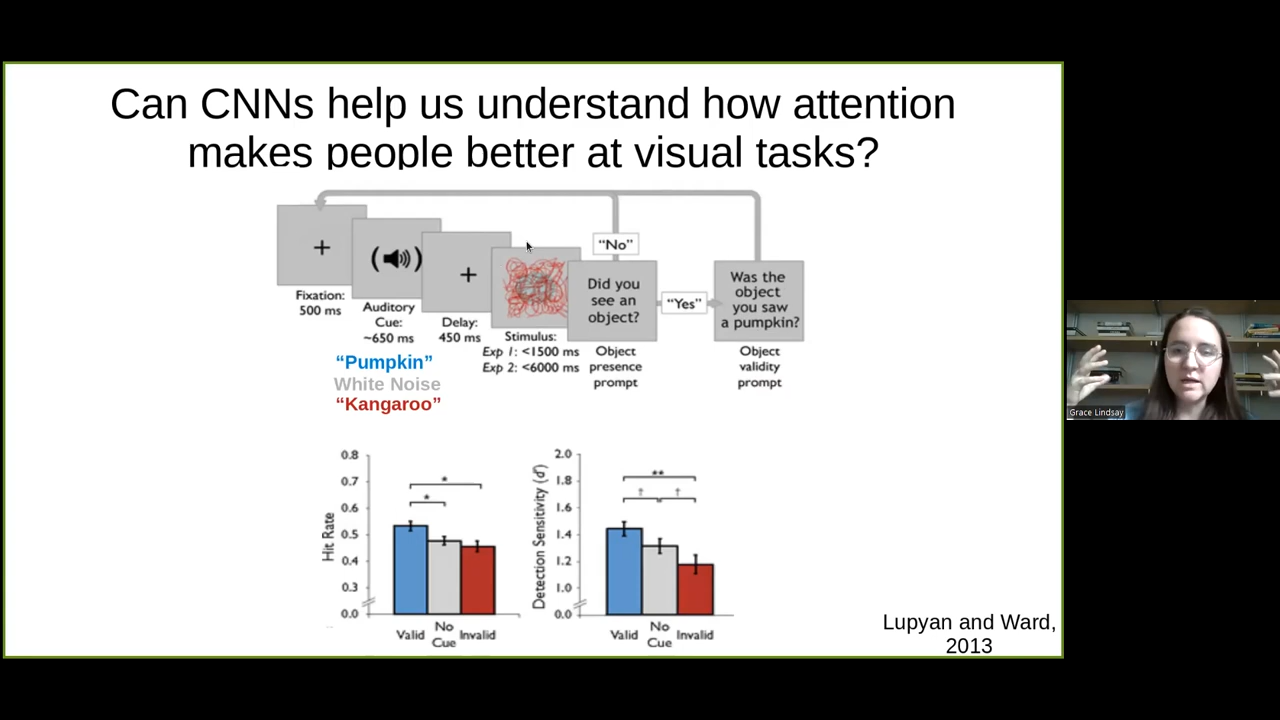 Can CNNs help us understand how attention
makes people better at visual tasks?
+
Fixation:
500 ms
Auditory
Cue:
~650 ms
+
Delay:
450 ms
Stimulus:
Exp 1: <1500 ms
Exp 2: <6000 ms
"No"
Did you
see an
object?
Object
presence
prompt
"Yes"
Was the
object
you saw
a pumpkin?
Object
validity
prompt
“Pumpkin”
White Noise
“Kangaroo”
Hit Rate
0.8
0.7
0.6
0.5
0.4
0.3
0.0
*
*
Valid
No
Cue
Invalid
Detection Sensitivity (d')
2.0
1.8
1.6
1.4
1.2
1.0
0.0
**
†
†
Valid
No
Cue
Invalid
Lupyan and Ward,
2013
Grace Lindsay